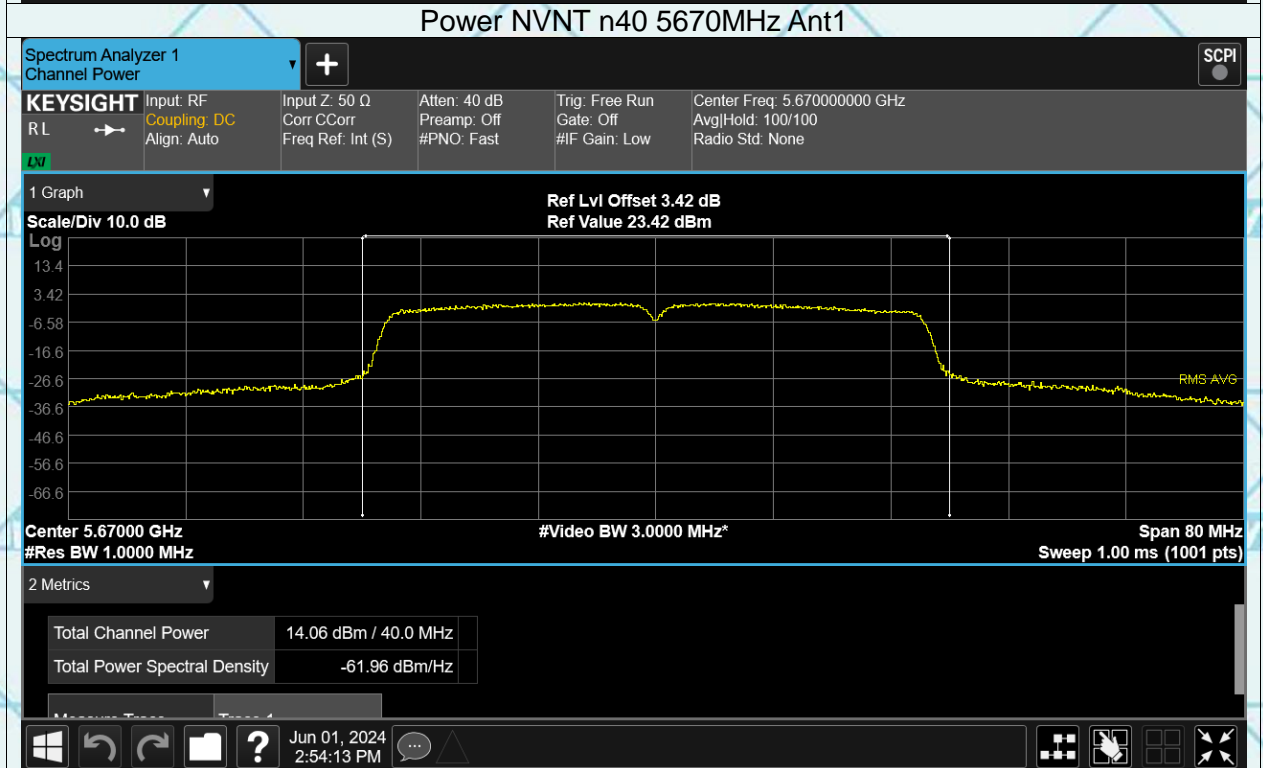 Power NVNT n40 5670MHz Ant1
Spectrum Analyzer 1
Channel Power
SCPI
KEYSIGHT
RL
LXI
Input: RF
Coupling: DC
Align: Auto
Input Z: 50 Ω
Corr CCorr
Freq Ref: Int (S)
Atten: 40 dB
Preamp: Off
#PNO: Fast
Trig: Free Run
Gate: Off
#IF Gain: Low
Center Freq: 5.670000000 GHz
Avg|Hold: 100/100
Radio Std: None
1 Graph
Scale/Div 10.0 dB
Ref Lvl Offset 3.42 dB
Ref Value 23.42 dBm
Log
13.4
3.42
-6.58
-16.6
-26.6
-36.6
-46.6
-56.6
-66.6
RMS AVG
Center 5.67000 GHz
#Res BW 1.0000 MHz
#Video BW 3.0000 MHz*
Span 80 MHz
Sweep 1.00 ms (1001 pts)
2 Metrics
Total Channel Power 14.06 dBm / 40.0 MHz
Total Power Spectral Density -61.96 dBm/Hz
Measure Trace Trace 1
Jun 01, 2024
2:54:13 PM